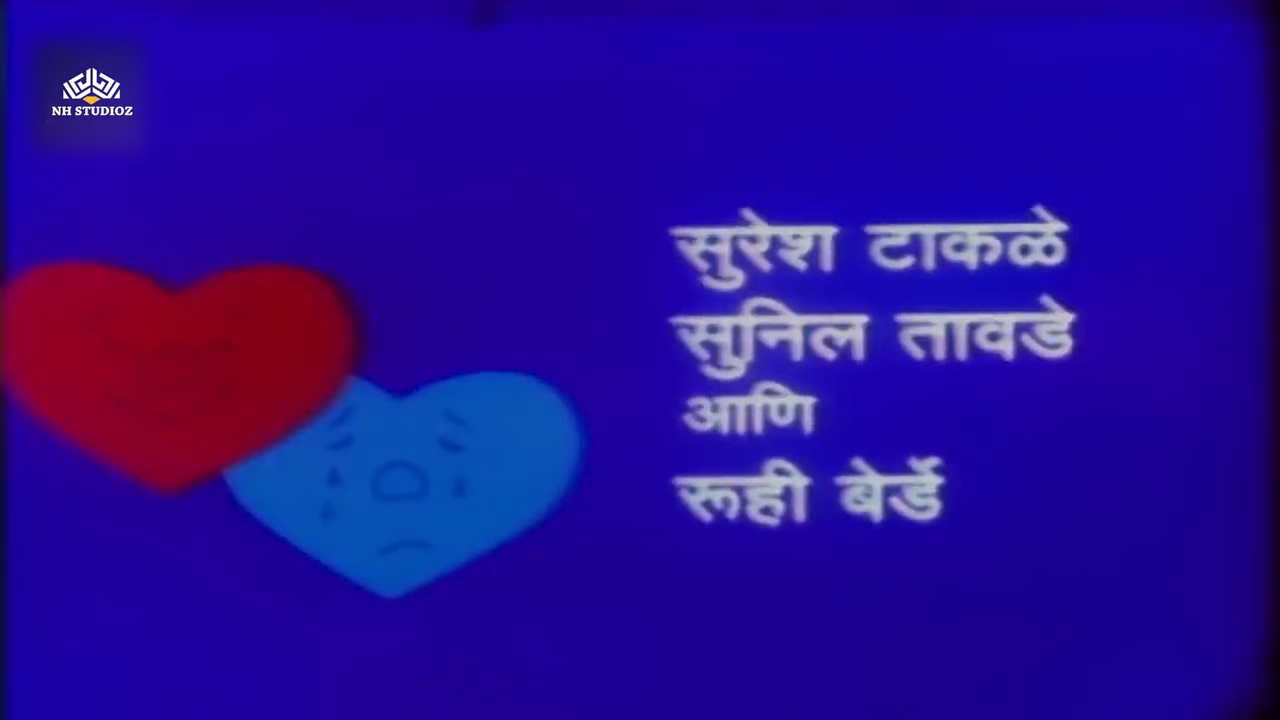 NH STUDIOZ
सुरेश टाकळे
सुनिल तावडे
आणि
रूही बेर्डे